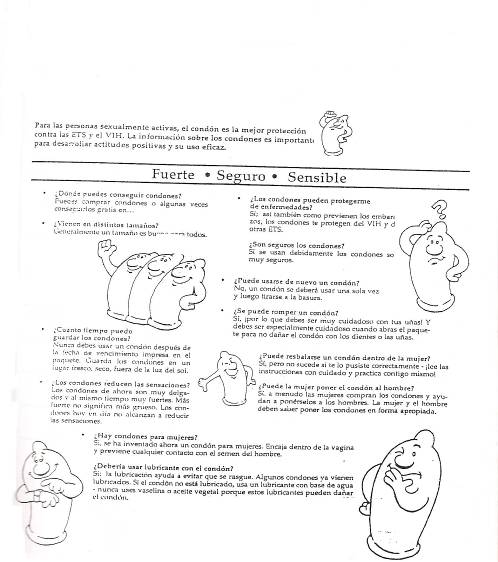 Para las personas sexualmente activas, el condón es la mejor protección
contra las ETS y el VIH. La información sobre los condones es importante
para desarrollar actitudes positivas y su uso eficaz.
Fuerte • Seguro • Sensible
• ¿Dónde puedes conseguir condones?
Puedes comprar condones o algunas veces
conseguirlos gratis en...
• ¿Vienen en distintos tamaños?
Generalmente un tamaño es para todos.
• ¿Cuánto tiempo puedo
guardar los condones?
Nunca debes usar un condón después de
la fecha de vencimiento impresa en el
paquete. Guarda los condones en un
lugar fresco, seco, fuera de la luz del sol.
• ¿Los condones reducen las sensaciones?
Los condones de ahora son muy delga-
dos y al mismo tiempo muy fuertes. Más
fuerte no significa más grueso. Los con-
dones hoy en día no alcanzan a reducir
las sensaciones.
• ¿Los condones pueden protegerme
de enfermedades?
Sí; así también como previenen los emban
zos, los condones te protegen del VIH y d
otras ETS.
¿Son seguros los condones?
Si se usan debidamente los condones so
muy seguros.
• ¿Puede usarse de nuevo un condón?
No, un condón se deberá usar una sola vez
y luego tirarse a la basura.
• ¿Se puede romper un condón?
Sí, ¡por lo que debes ser muy cuidadoso con tus uñas! Y
debes ser especialmente cuidadoso cuando abras el paque-
te para no dañar el condón con los dientes o las uñas.
¿Puede resbalarse un condón dentro de la mujer?
Sí, pero no suceda si te lo pusiste correctamente - ¡lee las
instrucciones con cuidado y practica contigo mismo!
• ¿Puede la mujer poner el condón al hombre?
Sí, a menudo las mujeres compran los condones y ayu-
dan a ponérselos a los hombres. La mujer y el hombre
deben saber poner los condones en forma apropiada.
• ¿Hay condones para mujeres?
Sí, se ha inventado ahora un condón para mujeres. Encaja dentro de la vagina
y previene cualquier contacto con el semen del hombre.
¿Debería usar lubricante con el condón?
Sí: la lubricación ayuda a evitar que se rasgue. Algunos condones ya vienen
lubricados. Si el condón no está lubricado, usa un lubricante con base de agua
- nunca uses vaselina o aceite vegetal porque estos lubricantes pueden dañar
el condón.